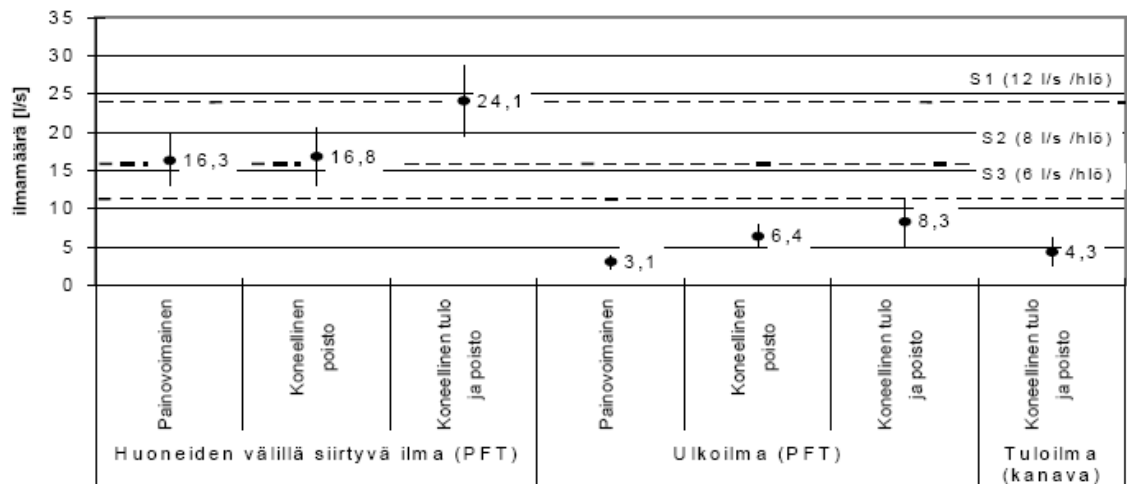 35
30
25
20
15
10
5
0
ilmamäärä [l/s]
S1 (12 l/s /hlö)
S2 (8 l/s /hlö)
S3 (6 l/s /hlö)
16,3
16,8
24,1
3,1
6,4
8,3
4,3
Painovoimainen
Koneellinen
poisto
Koneellinen tulo
ja poisto
Painovoimainen
Koneellinen
poisto
Koneellinen tulo
ja poisto
Koneellinen tulo
ja poisto
Huoneiden välillä siirtyvä ilma (PFT)
Ulkoilma (PFT)
Tuloilma
(kanava)